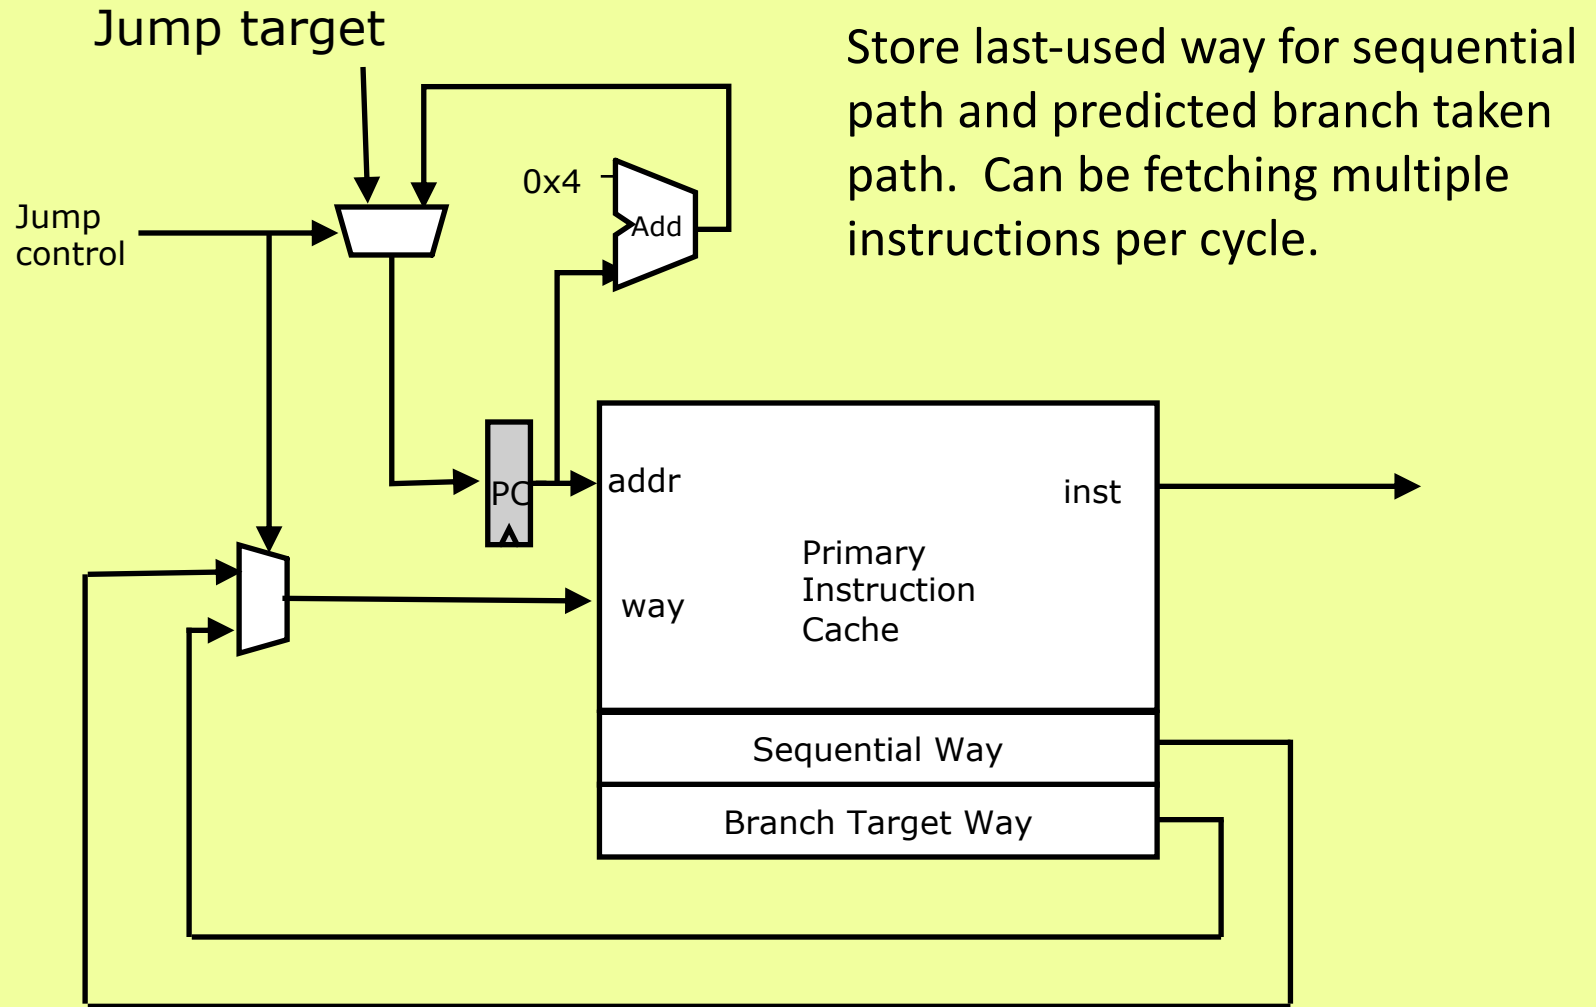 Jump target
Store last-used way for sequential
path and predicted branch taken
path.  Can be fetching multiple
instructions per cycle.
0x4
Add
Jump
control
PC
addr
inst
Primary
Instruction
Cache
way
Sequential Way
Branch Target Way